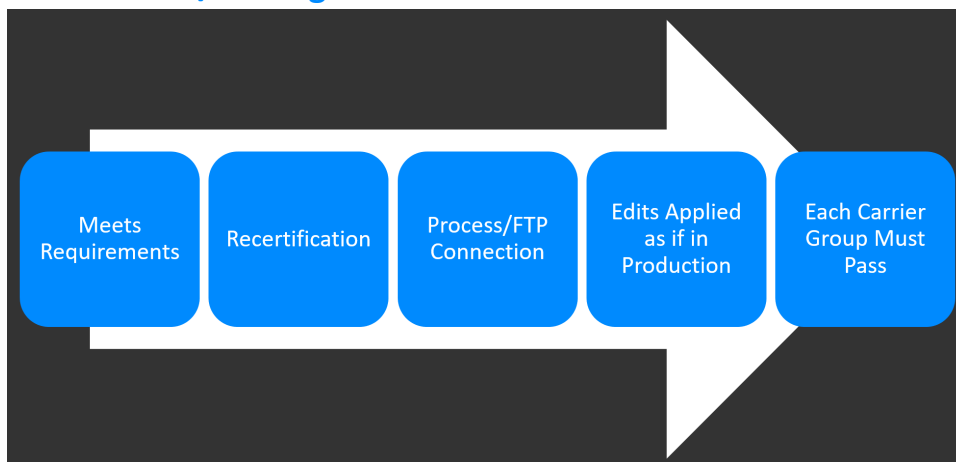 Meets
Requirements
Recertification
Process/FTP
Connection
Edits Applied
as if in
Production
Each Carrier
Group Must
Pass